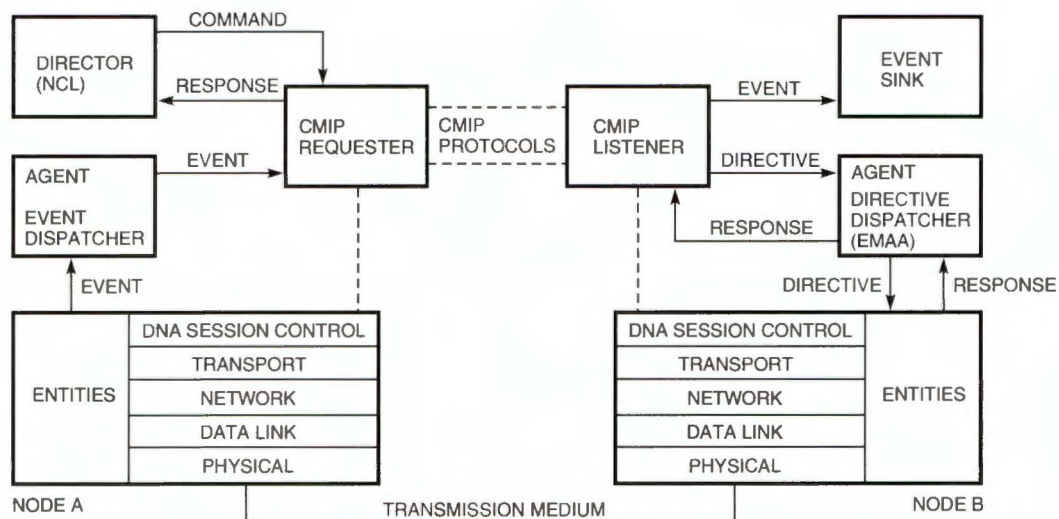 COMMAND
DIRECTOR
(NCL)
RESPONSE
CMIP
REQUESTER
CMIP
PROTOCOLS
CMIP
LISTENER
EVENT
EVENT
SINK
AGENT
EVENT
DISPATCHER
EVENT
DIRECTIVE
AGENT
DIRECTIVE
DISPATCHER
(EMAA)
RESPONSE
EVENT
DIRECTIVE
RESPONSE
ENTITIES
DNA SESSION CONTROL
TRANSPORT
NETWORK
DATA LINK
PHYSICAL
DNA SESSION CONTROL
TRANSPORT
NETWORK
DATA LINK
PHYSICAL
ENTITIES
NODE A
TRANSMISSION MEDIUM
NODE B